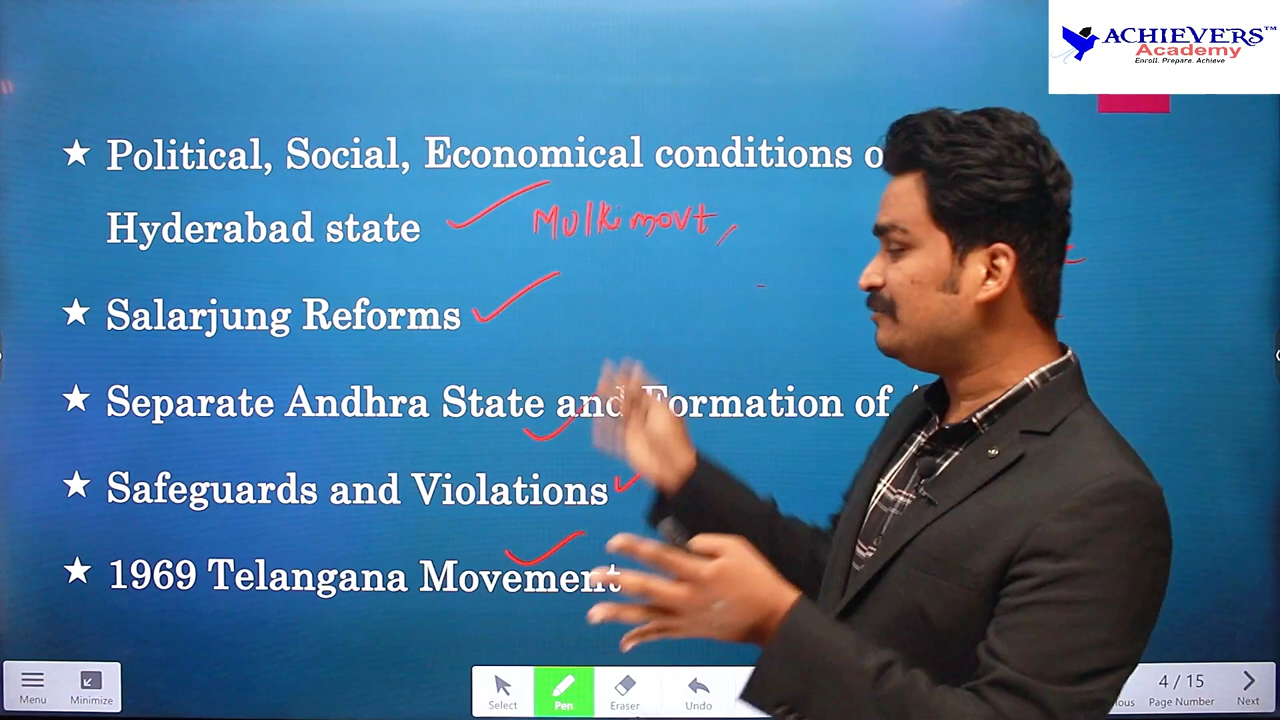 ACHIEVERS™
Academy
Enroll. Prepare. Achieve
★ Political, Social, Economical conditions o
Hyderabad state Mulki movt,
★ Salarjung Reforms
★ Separate Andhra State and Formation of
★ Safeguards and Violations
★ 1969 Telangana Movement
Menu Minimize Select Pen Eraser Undo 4 / 15 Page Number Next